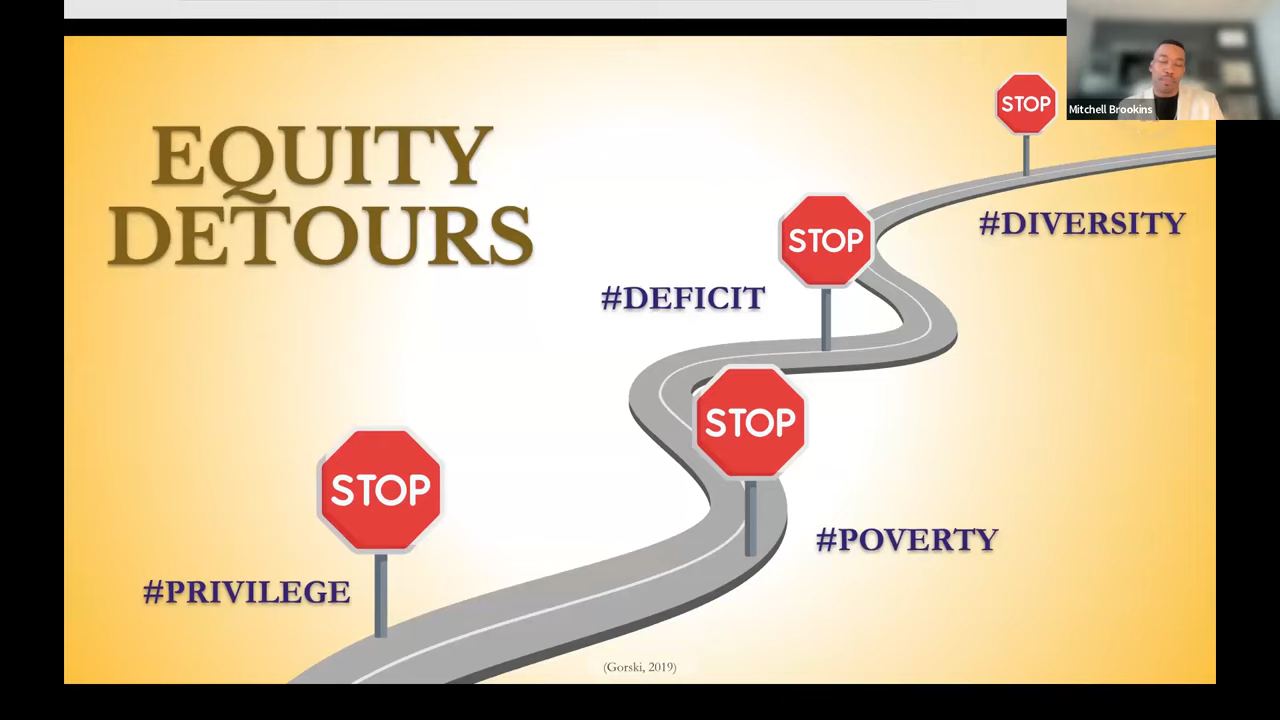 EQUITY
DETOURS
STOP
Mitchell Brookins
#DIVERSITY
STOP
#DEFICIT
STOP
#POVERTY
STOP
#PRIVILEGE
(Gorski, 2019)